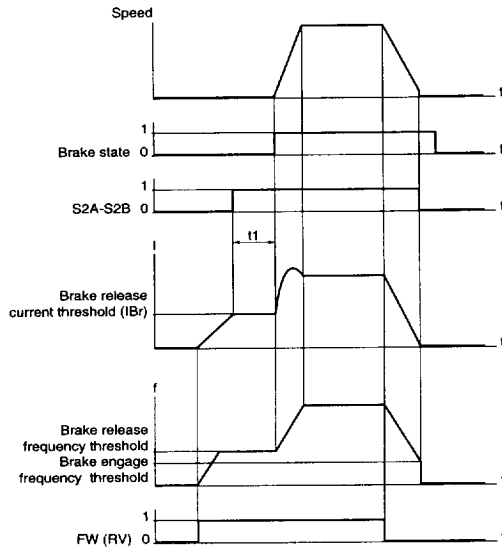 Speed
t
1
Brake state 0
t
1
S2A-S2B 0
t
t1
I
Brake release
current threshold (IBr)
t
f
Brake release
frequency threshold
Brake engage
frequency threshold
t
1
FW (RV) 0
t